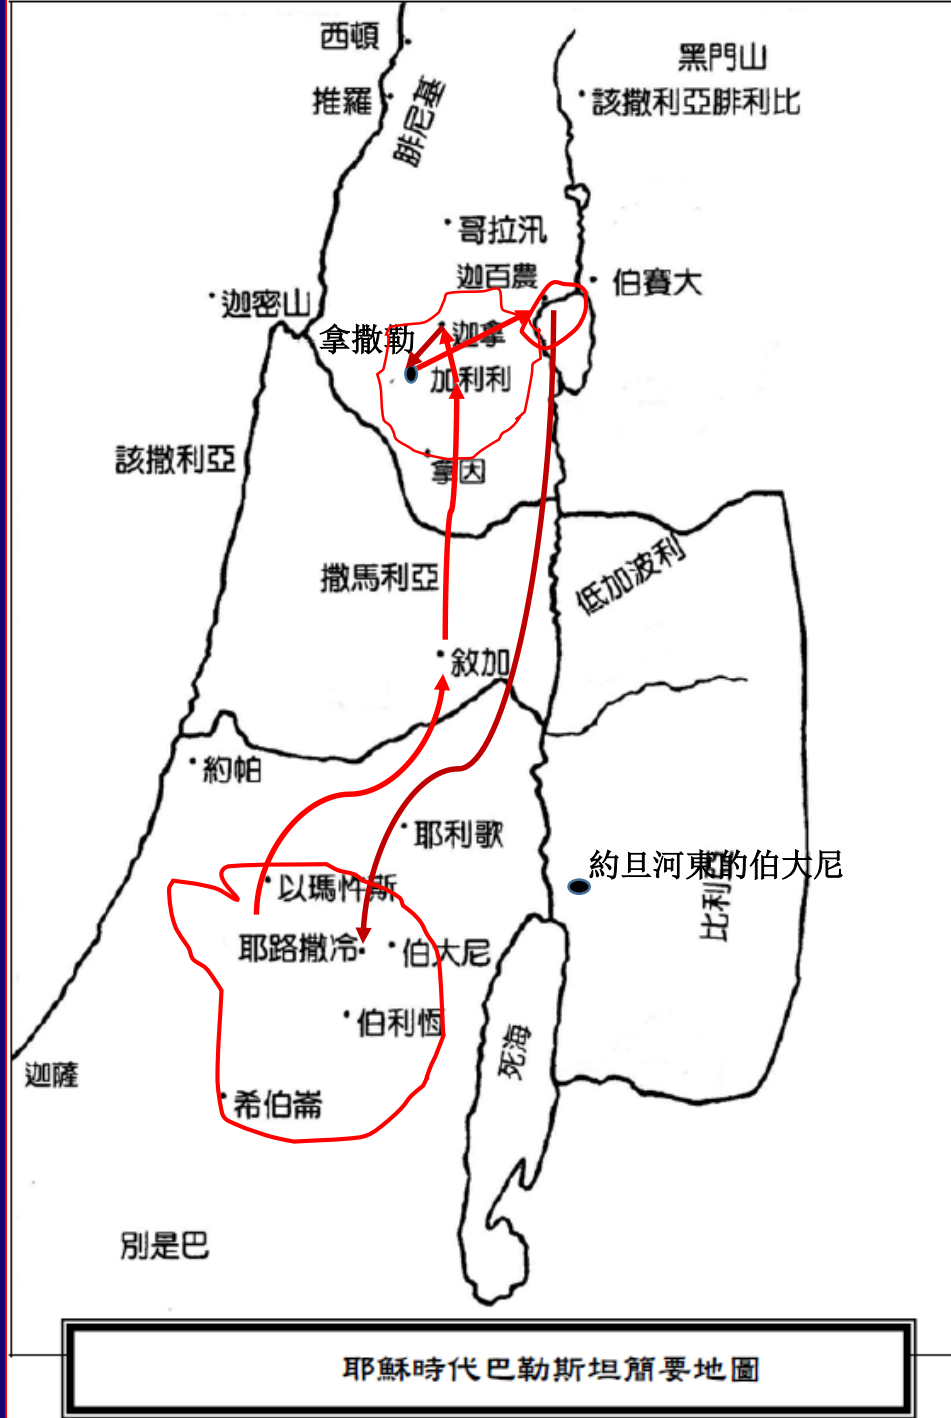 西頓
黑門山
推羅
該撒利亞腓利比
腓尼基
哥拉汛
迦百農
伯賽大
迦密山
迦拿
拿撒勒
加利利
該撒利亞
拿因
撒馬利亞
低加波利
敘加
約帕
耶利歌
約旦河東的伯大尼
比利亞
以瑪忤斯
耶路撒冷
伯大尼
伯利恆
死海
迦薩
希伯崙
別是巴
耶穌時代巴勒斯坦簡要地圖